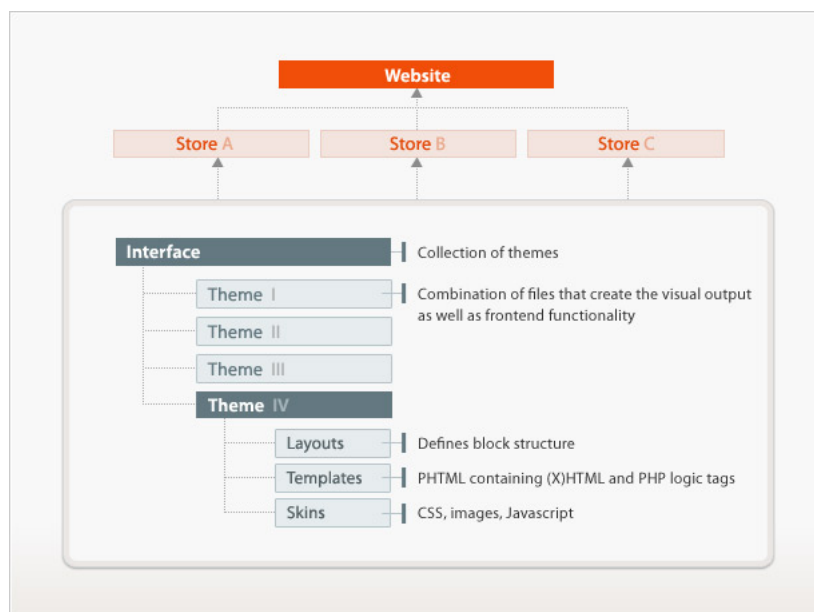 Website
Store A
Store B
Store C
Interface
Collection of themes
Theme I
Combination of files that create the visual output
as well as frontend functionality
Theme II
Theme III
Theme IV
Layouts
Defines block structure
Templates
PHTML containing (X)HTML and PHP logic tags
Skins
CSS, images, Javascript